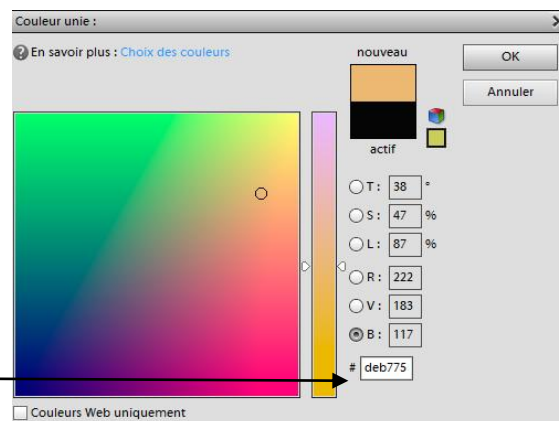 Couleur unie :
En savoir plus : Choix des couleurs
nouveau
actif
OK
Annuler
T : 38 °
S : 47 %
L : 87 %
R : 222
V : 183
B : 117
# deb775
Couleurs Web uniquement